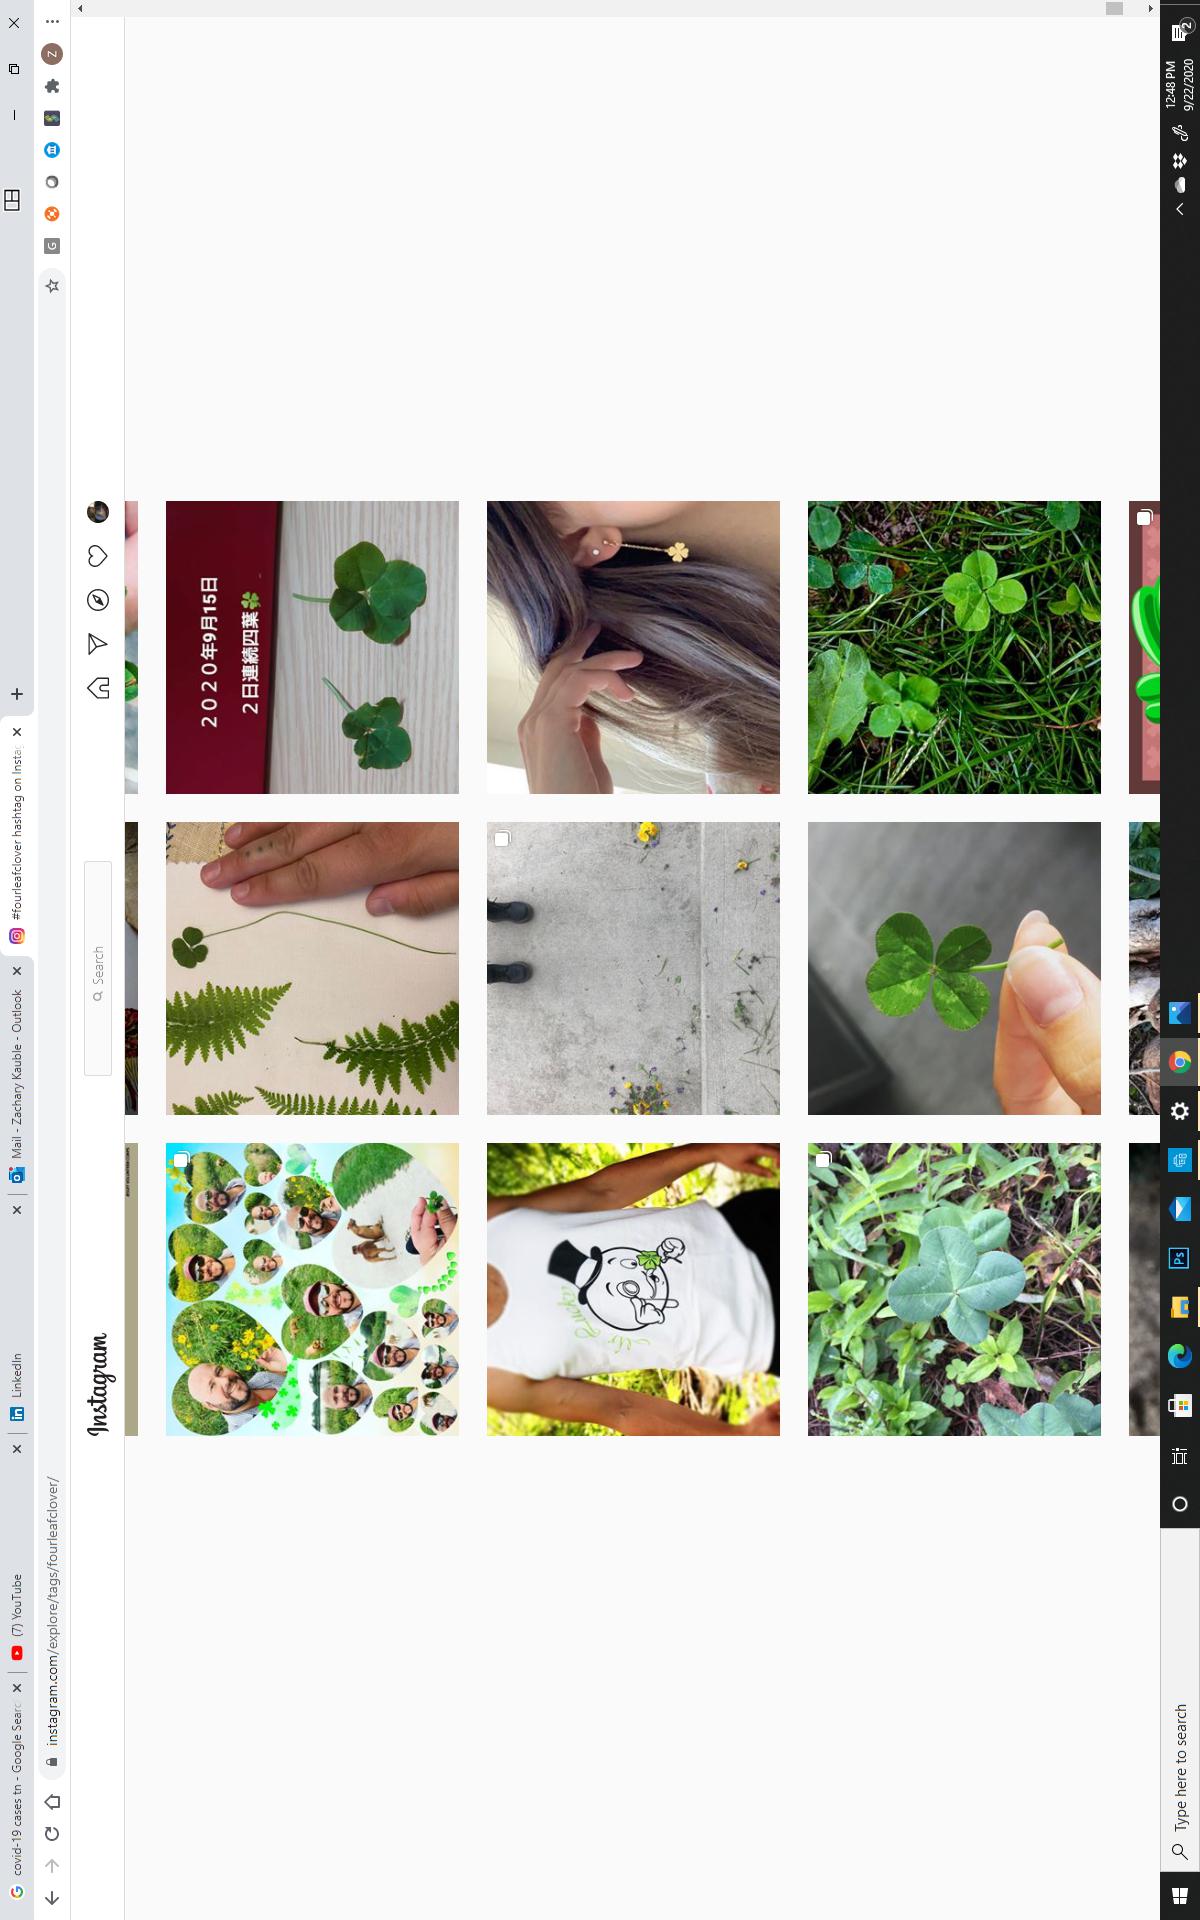 covid-19 cases tn - Google Searc
(7) YouTube
LinkedIn
Mail - Zachary Kauble - Outlook
#fourleafclover hashtag on Insta
instagram.com/explore/tags/fourleafclover/
G
Z
Instagram
Search
２０２０年9月15日
２日連続四葉🍀
Type here to search
Ps
12:48 PM
9/22/2020
2